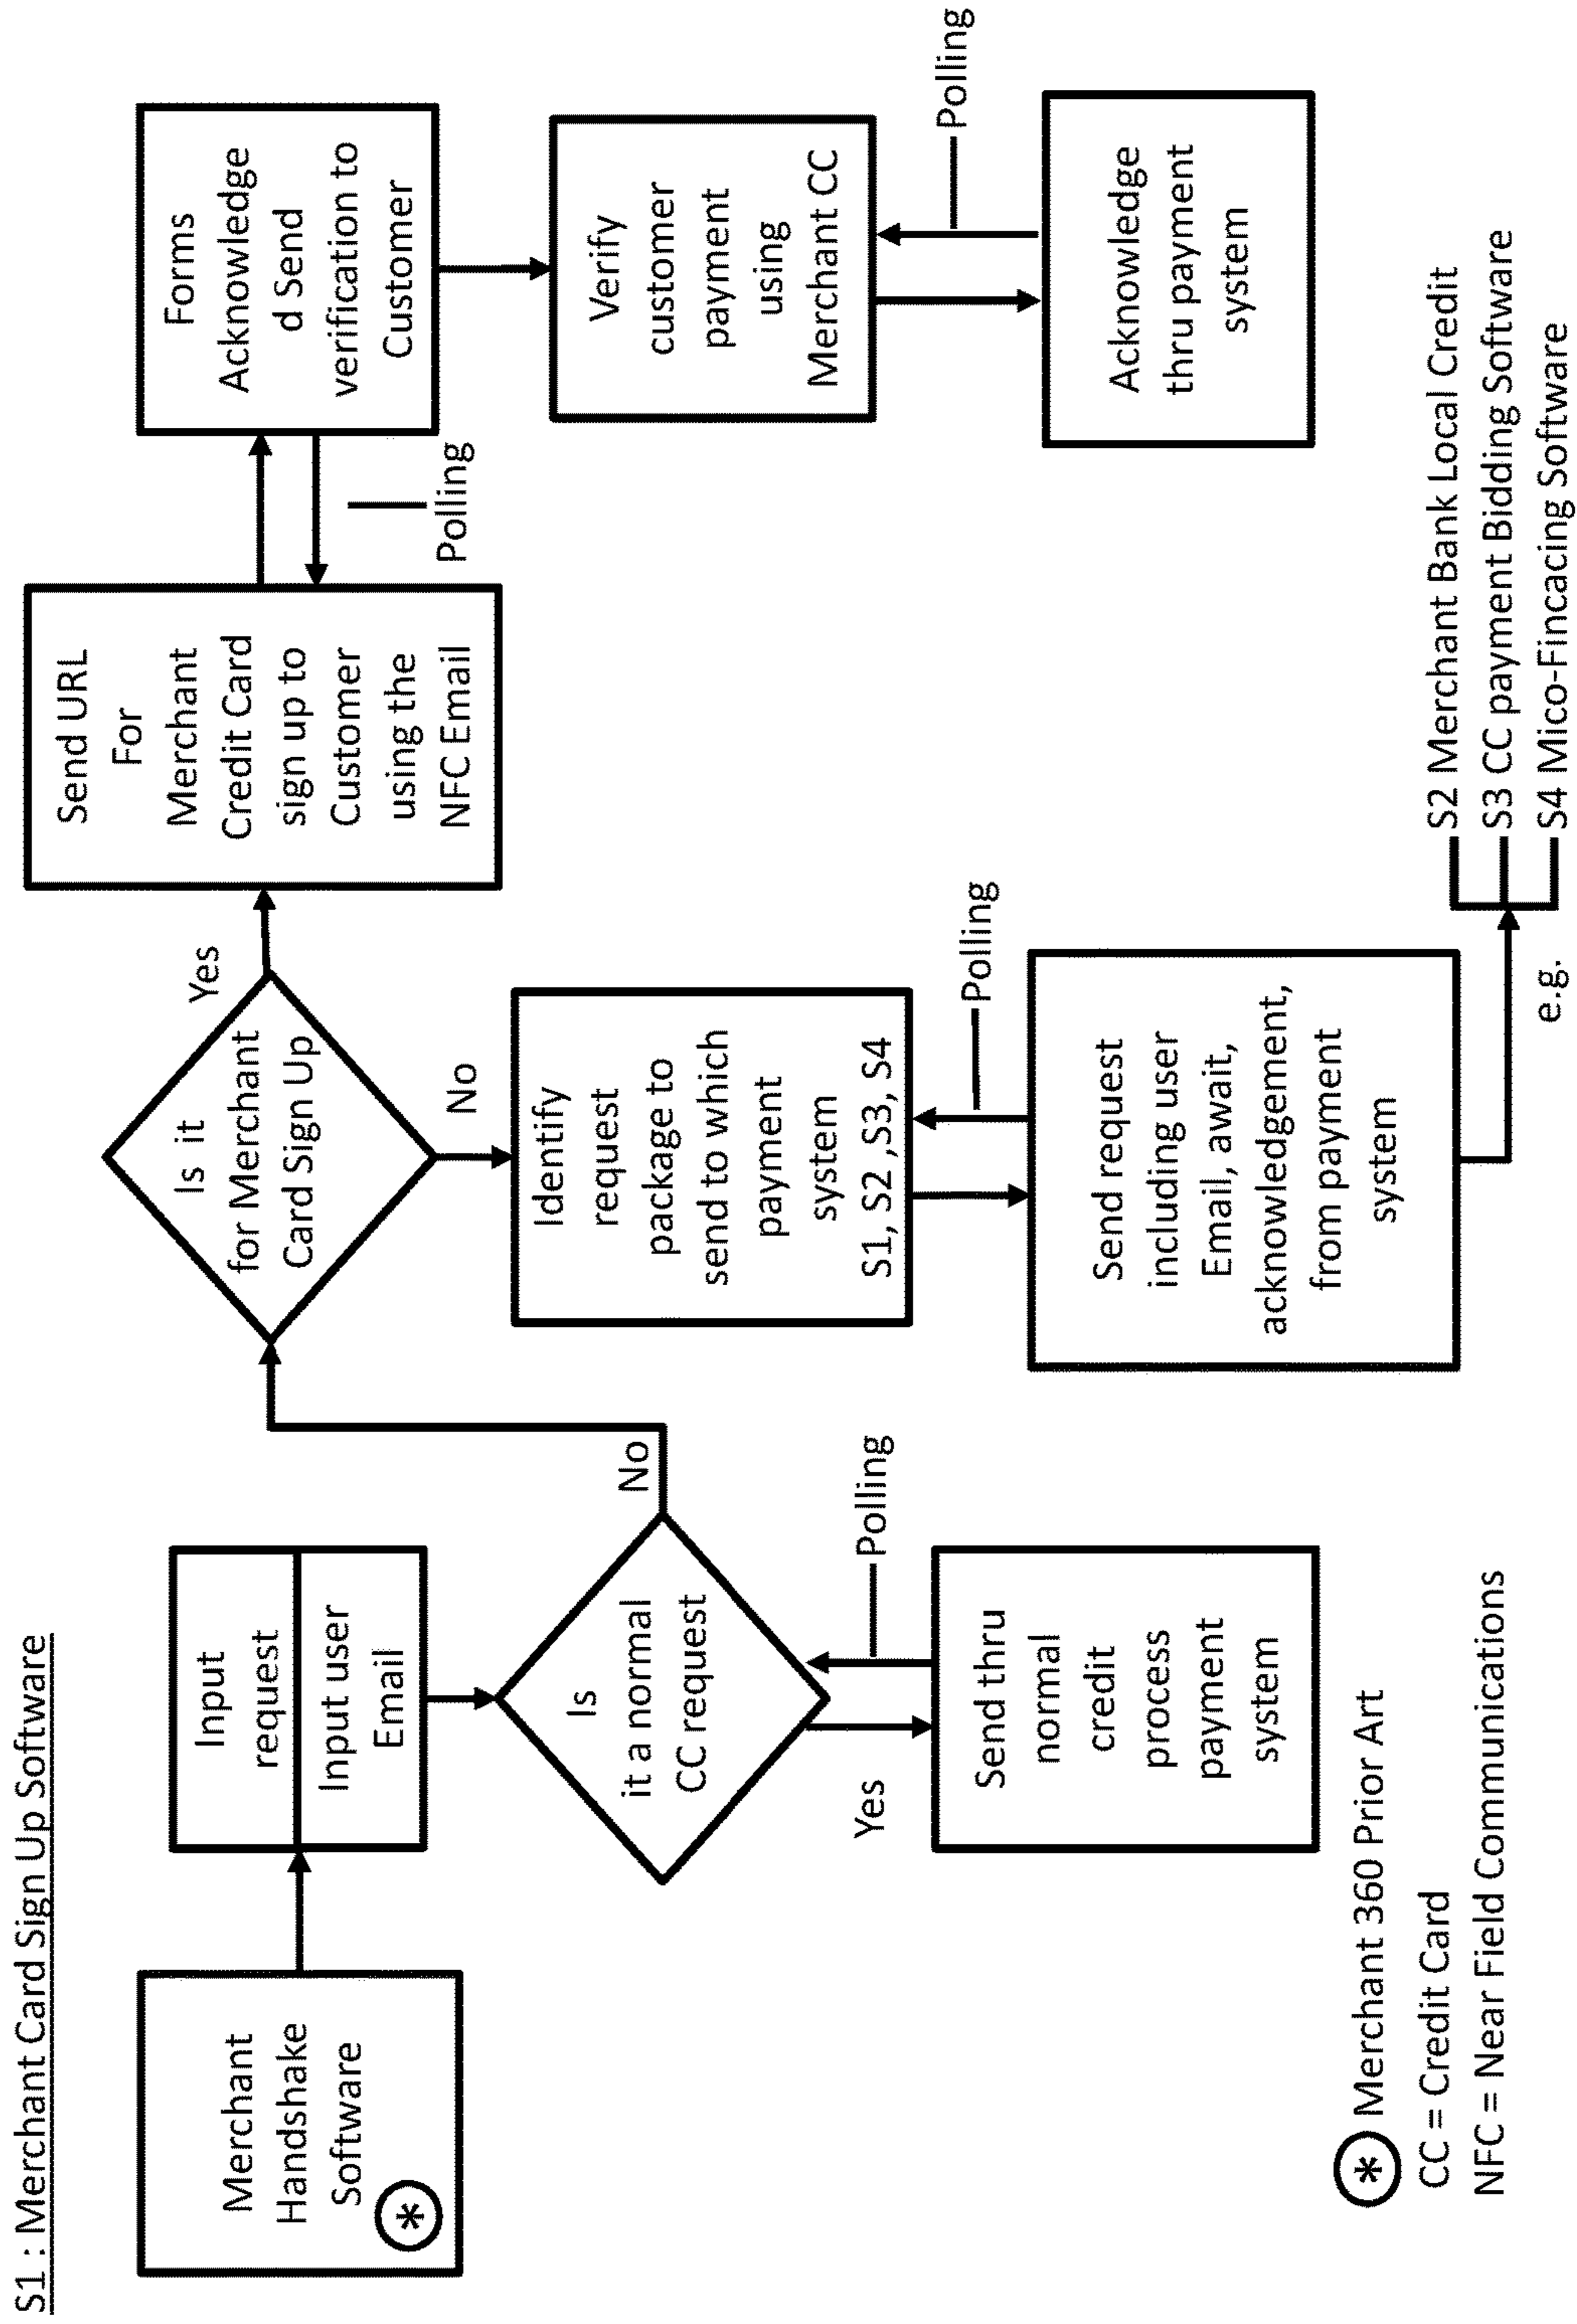 S1 : Merchant Card Sign Up Software
Merchant
Handshake
Software
*
Input
request
Input user
Email
Is
it a normal
CC request
Yes
No
Send thru
normal
credit
process
payment
system
Polling
Is it
for Merchant
Card Sign Up
Yes
No
Identify
request
package to
send to which
payment
system
S1, S2 ,S3, S4
Polling
Send request
including user
Email, await,
acknowledgement,
from payment
system
e.g.
S2 Merchant Bank Local Credit
S3 CC payment Bidding Software
S4 Mico-Fincacing Software
Send URL
For
Merchant
Credit Card
sign up to
Customer
using the
NFC Email
Polling
Forms
Acknowledge
d Send
verification to
Customer
Verify
customer
payment
using
Merchant CC
Polling
Acknowledge
thru payment
system
* Merchant 360 Prior Art
CC = Credit Card
NFC = Near Field Communications